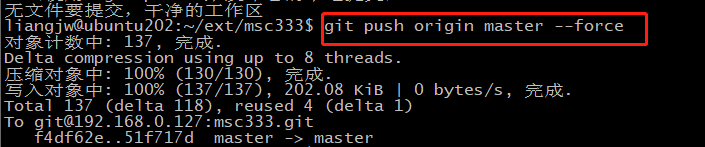 无文件要提交，干净的工作区
liangjw@ubuntu202:~/ext/msc333$ git push origin master --force
对象计数中: 137, 完成.
Delta compression using up to 8 threads.
压缩对象中: 100% (130/130), 完成.
写入对象中: 100% (137/137), 202.08 KiB | 0 bytes/s, 完成.
Total 137 (delta 118), reused 4 (delta 1)
To git@192.168.0.127:msc333.git
   f4df62e..51f717d  master -> master